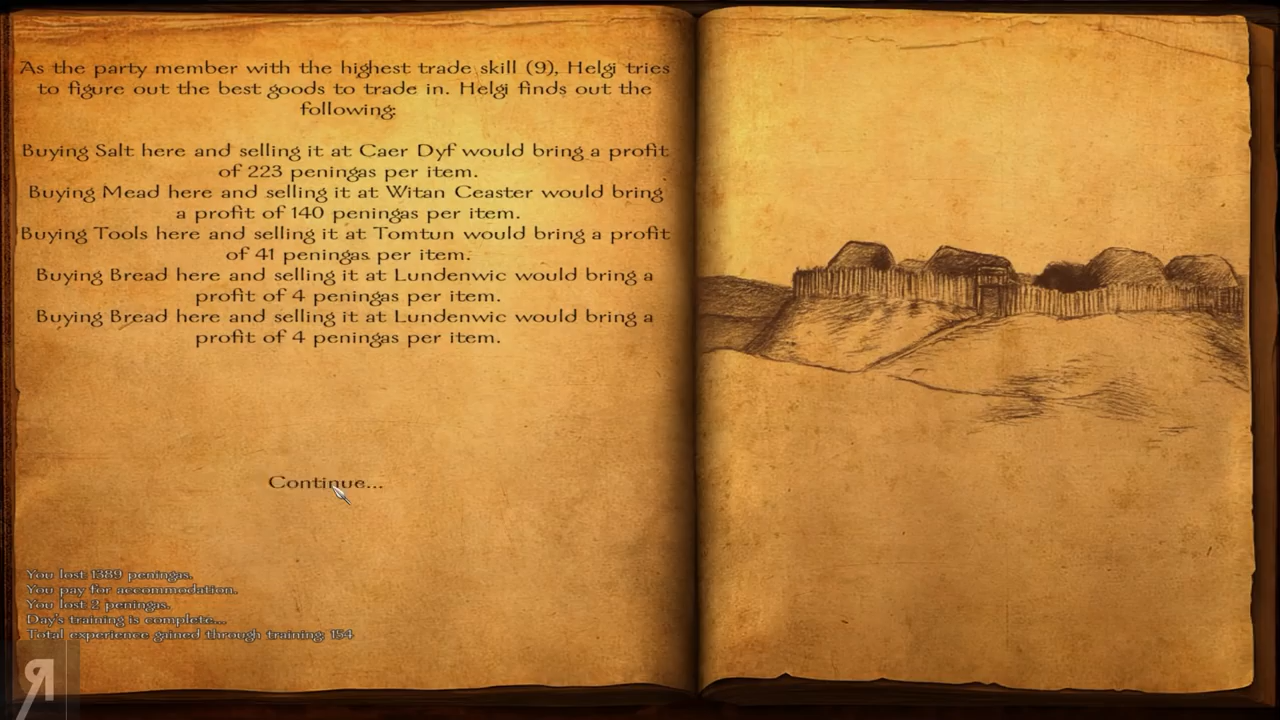 As the party member with the highest trade skill (9), Helgi tries
to figure out the best goods to trade in. Helgi finds out the
following:
Buying Salt here and selling it at Caer Dyf would bring a profit
of 223 peningas per item.
Buying Mead here and selling it at Witan Ceaster would bring
a profit of 140 peningas per item.
Buying Tools here and selling it at Tomtun would bring a profit
of 41 peningas per item.
Buying Bread here and selling it at Lundenwic would bring a
profit of 4 peningas per item.
Buying Bread here and selling it at Lundenwic would bring a
profit of 4 peningas per item.
Continue...
You lost 1389 peningas.
You pay for accommodation.
You lost 2 peningas.
Day's training is complete...
Total experience gained through training: 154